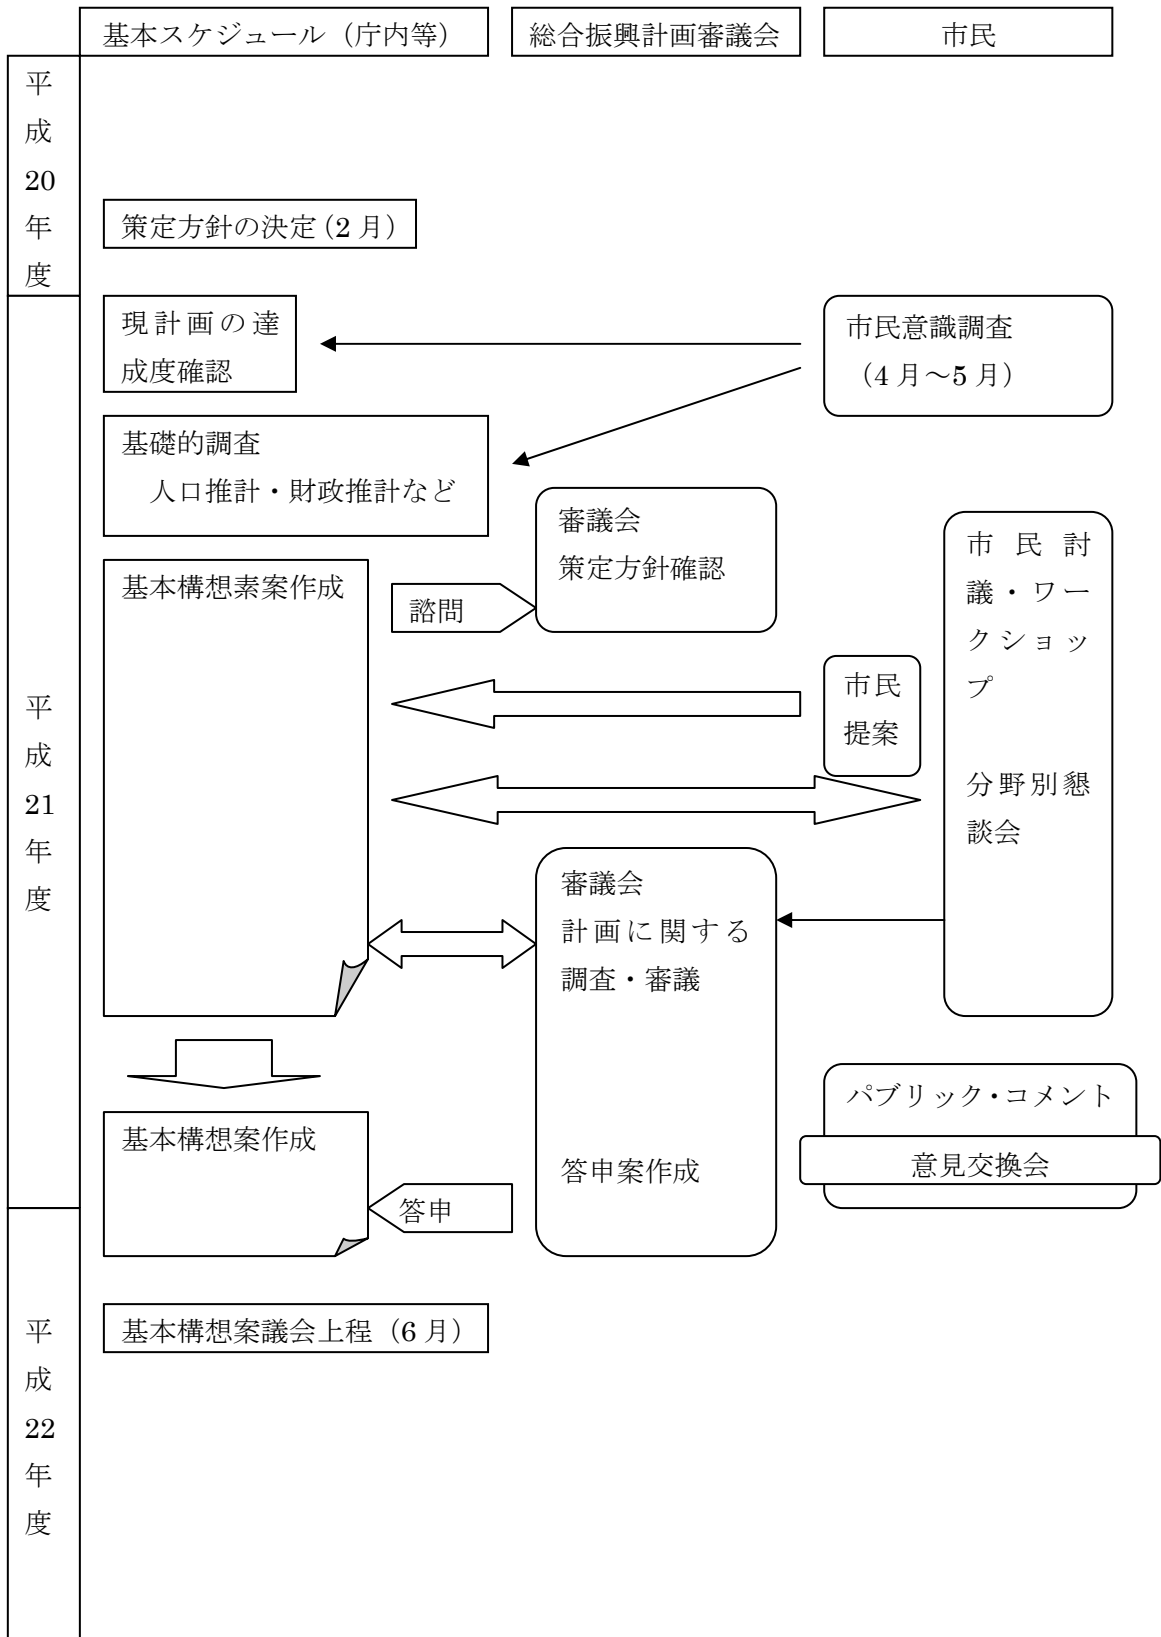 基本スケジュール（庁内等）
総合振興計画審議会
市民
平成20年度
策定方針の決定（2月）
現計画の達
成度確認
市民意識調査
（4月～5月）
基礎的調査
人口推計・財政推計など
審議会
策定方針確認
市民討
議・ワー
クショッ
プ
分野別懇
談会
基本構想素案作成
諮問
市民
提案
平成21年度
審議会
計画に関する
調査・審議
答申案作成
パブリック・コメント
意見交換会
基本構想案作成
答申
平成22年度
基本構想案議会上程（6月）